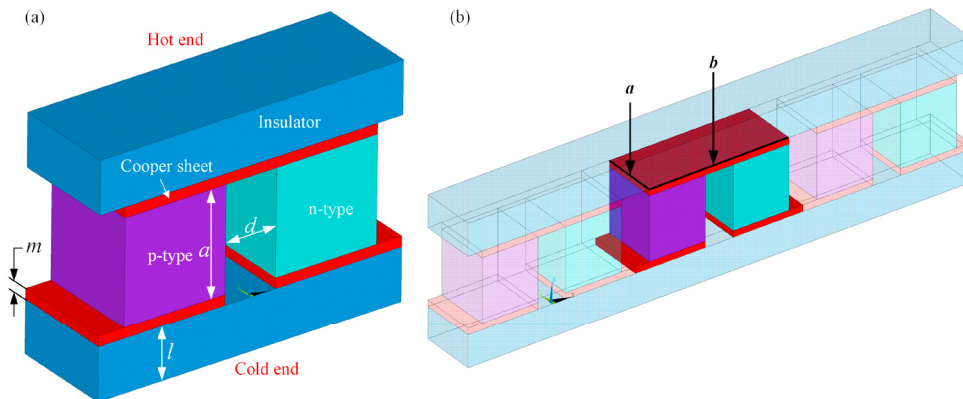 (a)
Hot end
Insulator
Cooper sheet
n-type
d
a
p-type
m
l
Cold end
(b)
a
b